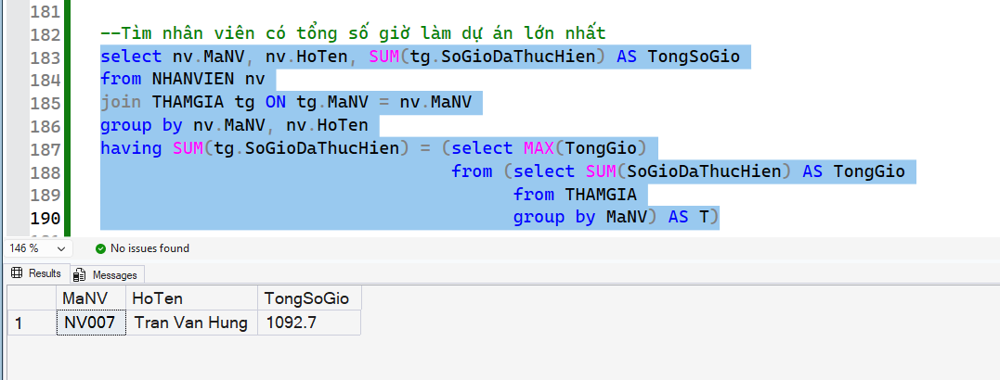 181
182 --Tìm nhân viên có tổng số giờ làm dự án lớn nhất
183 select nv.MaNV, nv.HoTen, SUM(tg.SoGioDaThucHien) AS TongSoGio
184 from NHANVIEN nv
185 join THAMGIA tg ON tg.MaNV = nv.MaNV
186 group by nv.MaNV, nv.HoTen
187 having SUM(tg.SoGioDaThucHien) = (select MAX(TongGio)
188 from (select SUM(SoGioDaThucHien) AS TongGio
189 from THAMGIA
190 group by MaNV) AS T)
146 % No issues found
Results Messages
MaNV HoTen TongSoGio
1 NV007 Tran Van Hung 1092.7